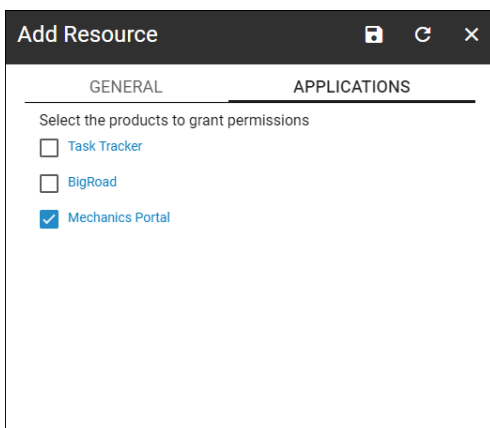 Add Resource
GENERAL APPLICATIONS
Select the products to grant permissions
Task Tracker
BigRoad
Mechanics Portal